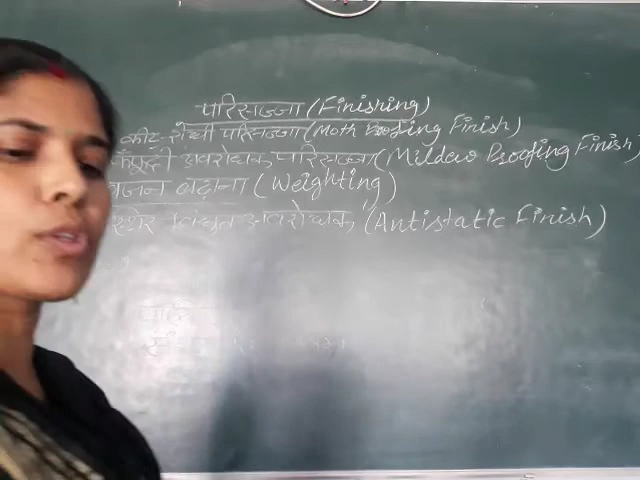 परिसज्जा (Finishing)
कीट-रोधी परिसज्जा (Moth Proofing Finish)
फफूँदी अवरोधक परिसज्जा (Mildew Proofing Finish)
वजन बढ़ाना (Weighting)
स्थिर विद्युत अवरोधक (Antistatic Finish)